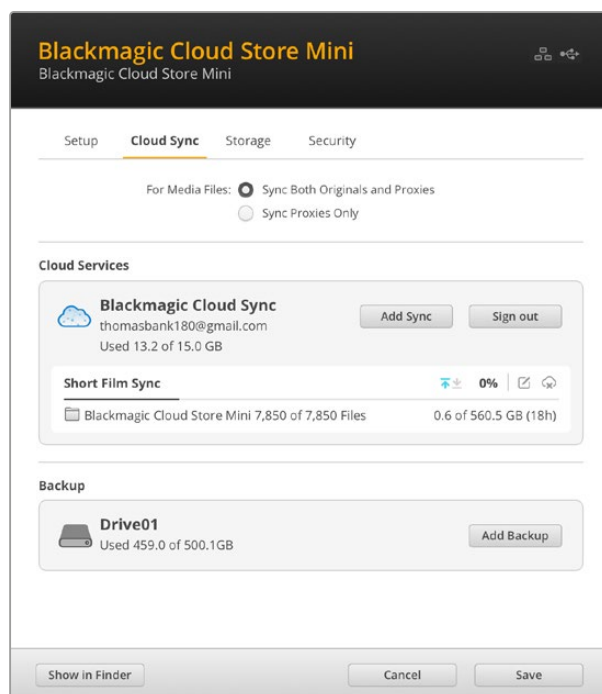 Blackmagic Cloud Store Mini
Blackmagic Cloud Store Mini
Setup Cloud Sync Storage Security
For Media Files: Sync Both Originals and Proxies
Sync Proxies Only
Cloud Services
Blackmagic Cloud Sync
thomasbank180@gmail.com
Used 13.2 of 15.0 GB
Add Sync Sign out
Short Film Sync 0%
Blackmagic Cloud Store Mini 7,850 of 7,850 Files 0.6 of 560.5 GB (18h)
Backup
Drive01
Used 459.0 of 500.1GB
Add Backup
Show in Finder Cancel Save